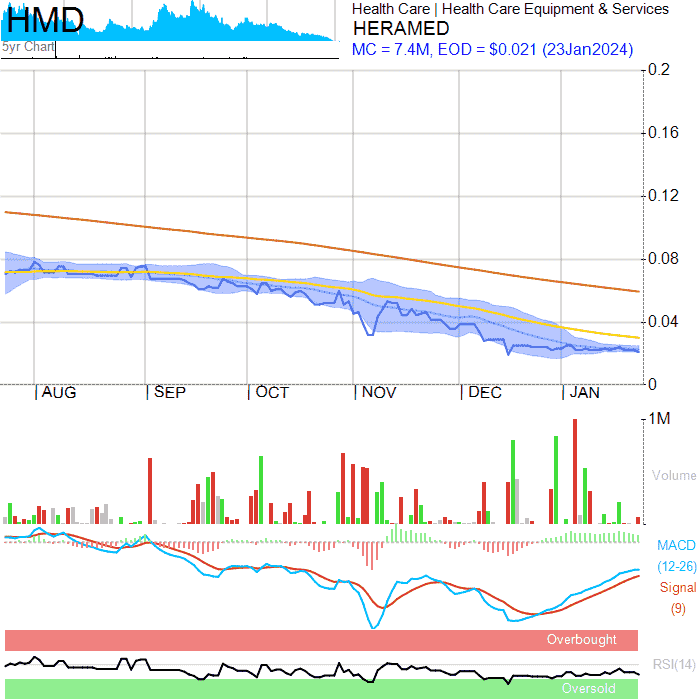 HMD
5yr Chart
Health Care | Health Care Equipment & Services
HERAMED
MC = 7.4M, EOD = $0.021 (23Jan2024)
0.2
0.16
0.12
0.08
0.04
0
AUG SEP OCT NOV DEC JAN
1M
Volume
MACD
(12-26)
Signal
(9)
Overbought
RSI(14)
Oversold